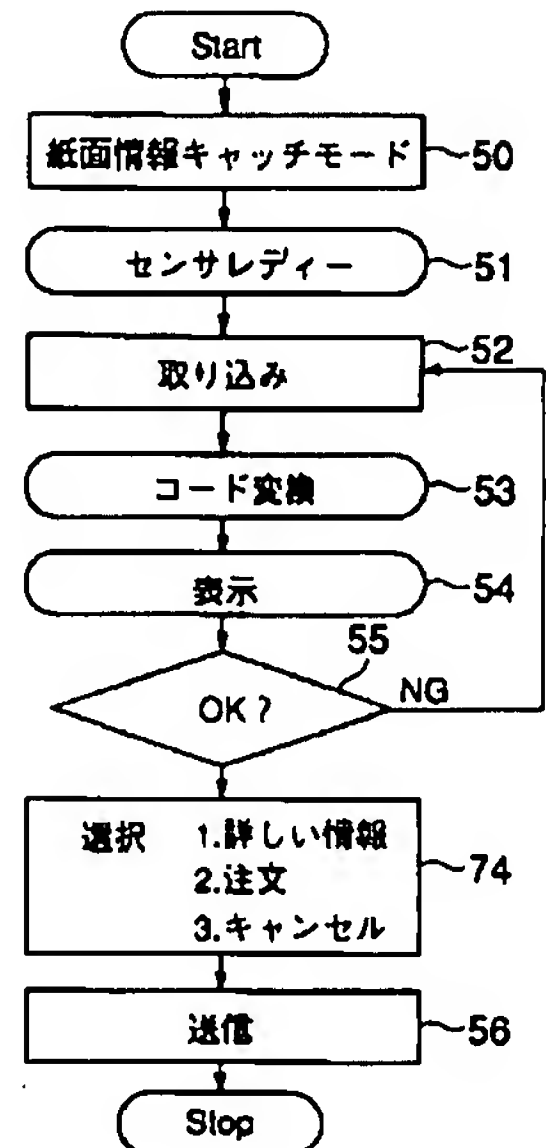 Start
紙面情報キャッチモード 50
センサレディー 51
取り込み 52
コード変換 53
表示 54
55
OK? NG
選択 1.詳しい情報
2.注文 74
3.キャンセル
送信 56
Stop